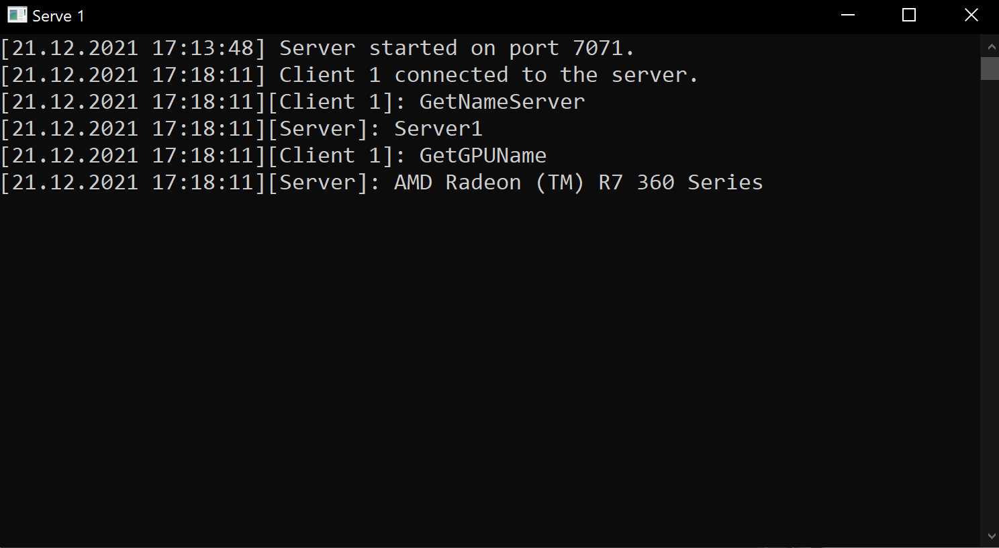 Serve 1
[21.12.2021 17:13:48] Server started on port 7071.
[21.12.2021 17:18:11] Client 1 connected to the server.
[21.12.2021 17:18:11][Client 1]: GetNameServer
[21.12.2021 17:18:11][Server]: Server1
[21.12.2021 17:18:11][Client 1]: GetGPUName
[21.12.2021 17:18:11][Server]: AMD Radeon (TM) R7 360 Series